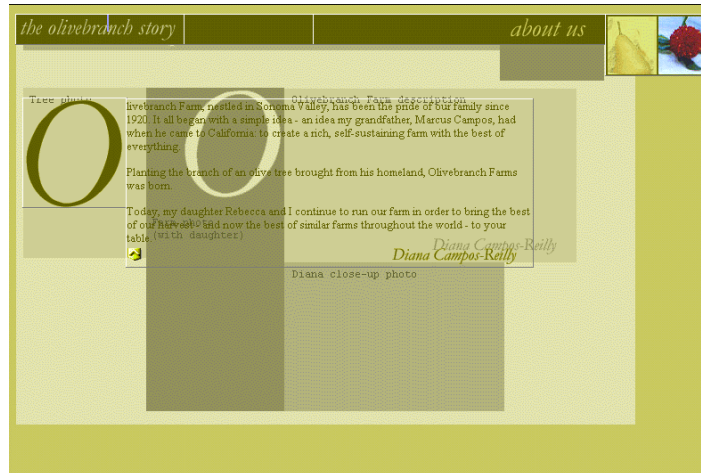 the olivebranch story
about us
Tree photo
Olivebranch Farm description
O
O
livebranch Farm, nestled in Sonoma Valley, has been the pride of our family since
1920. It all began with a simple idea - an idea my grandfather, Marcus Campos, had
when he came to California: to create a rich, self-sustaining farm with the best of
everything.
Planting the branch of an olive tree brought from his homeland, Olivebranch Farms
was born.
Today, my daughter Rebecca and I continue to run our farm in order to bring the best
of our harvest - and now the best of similar farms throughout the world - to your
table.
Farm photo
(with daughter)
Diana Campos-Reilly
Diana Campos-Reilly
Diana close-up photo